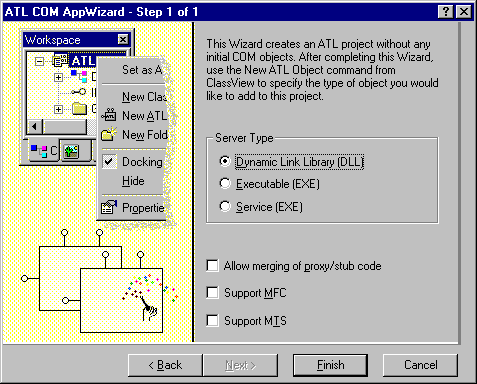 ATL COM AppWizard - Step 1 of 1
Workspace
ATL
Set as A
New Clas
New ATL
New Fold
Docking
Hide
Propertie
C
This Wizard creates an ATL project without any
initial COM objects. After completing this Wizard,
use the New ATL Object command from
ClassView to specify the type of object you would
like to add to this project.
Server Type
Dynamic Link Library (DLL)
Executable (EXE)
Service (EXE)
Allow merging of proxy/stub code
Support MFC
Support MTS
< Back
Next >
Finish
Cancel